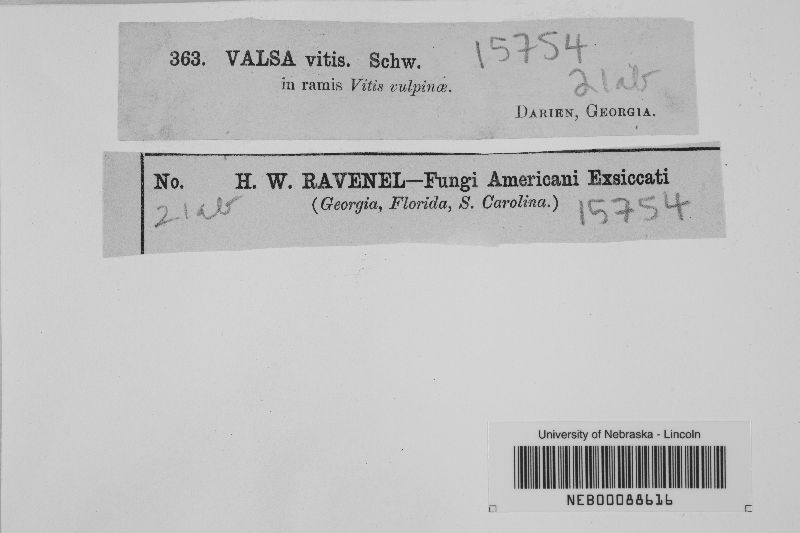 363. VALSA vitis. Schw. 15754
in ramis Vitis vulpinæ. 21ab
DARIEN, GEORGIA.
No. H. W. RAVENEL—Fungi Americani Exsiccati
21ab (Georgia, Florida, S. Carolina.) 15754
University of Nebraska - Lincoln
NEB00088616